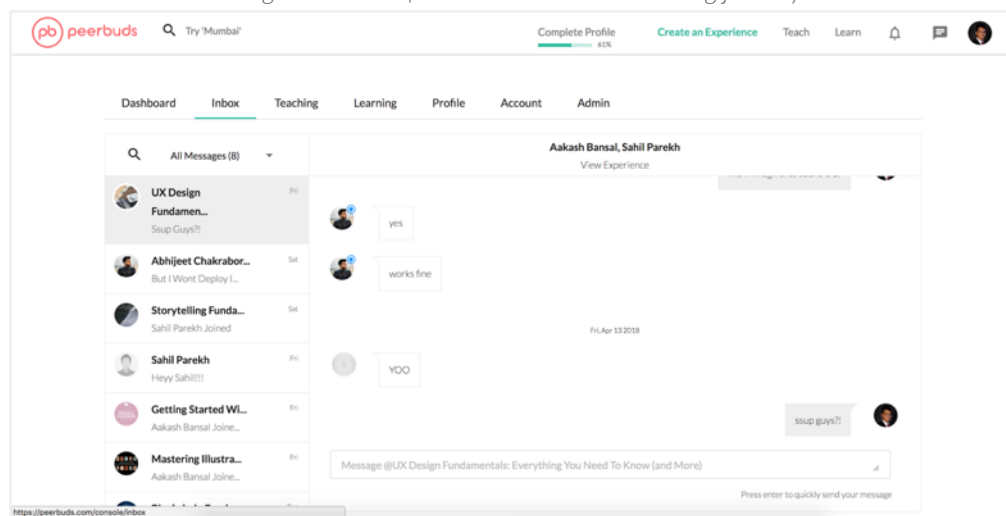 pb peerbuds
Try 'Mumbai'
Complete Profile
61%
Create an Experience
Teach
Learn
Dashboard
Inbox
Teaching
Learning
Profile
Account
Admin
All Messages (8)
UX Design
Fundamen...
Fri
Ssup Guys?!
Abhijeet Chakrabor...
Sat
But I Wont Deploy I...
Storytelling Funda...
Sat
Sahil Parekh Joined
Sahil Parekh
Fri
Heyy Sahil!!!
Getting Started Wi...
Fri
Aakash Bansal Joine...
Mastering Illustra...
Fri
Aakash Bansal Joine...
Aakash Bansal, Sahil Parekh
View Experience
yes
works fine
Fri, Apr 13 2018
YOO
ssup guys?!
Message @UX Design Fundamentals: Everything You Need To Know (and More)
Press enter to quickly send your message
https://peerbuds.com/console/inbox